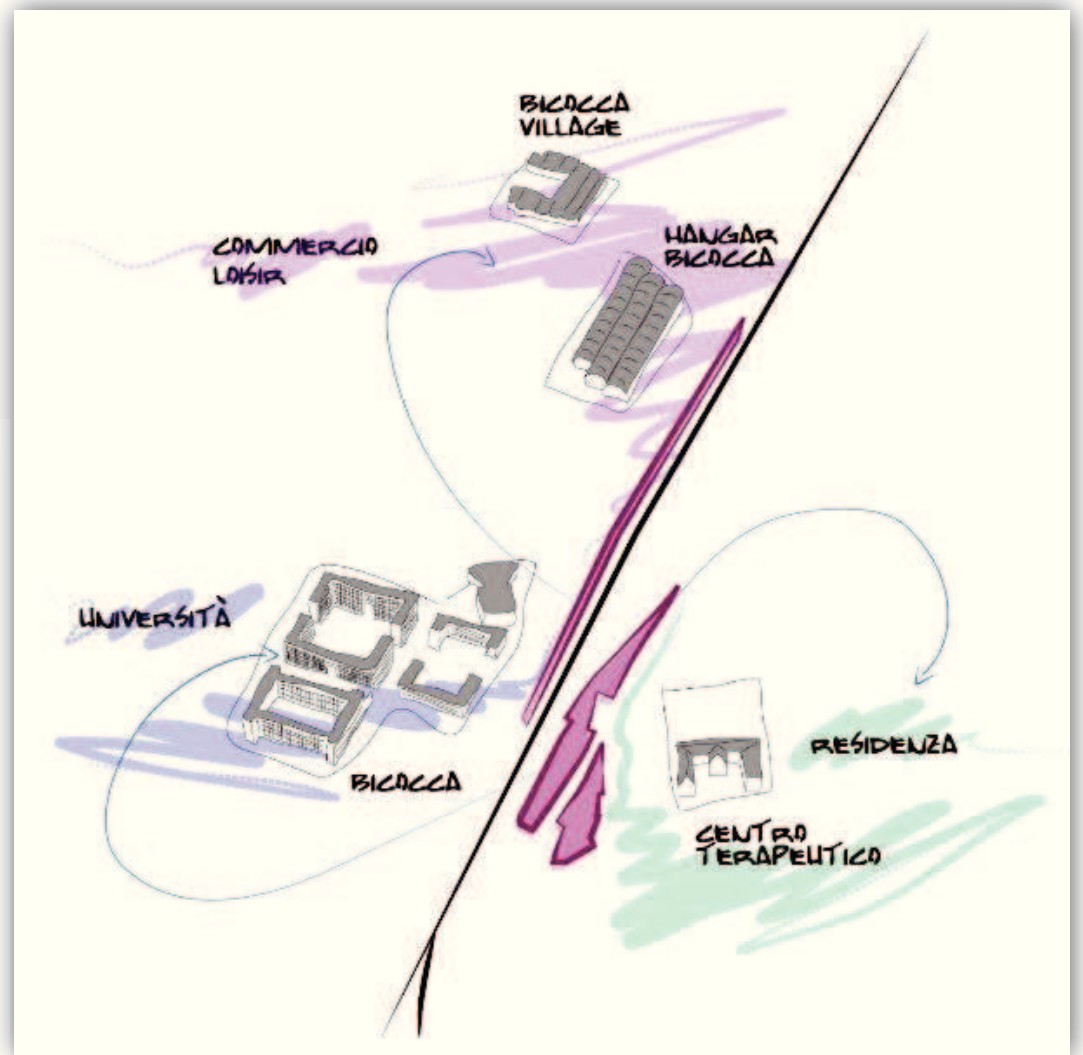 BICOCCA
VILLAGE
HANGAR
BICOCCA
COMMERCIO
LOISIR
UNIVERSITÀ
BICOCCA
RESIDENZA
CENTRO
TERAPEUTICO